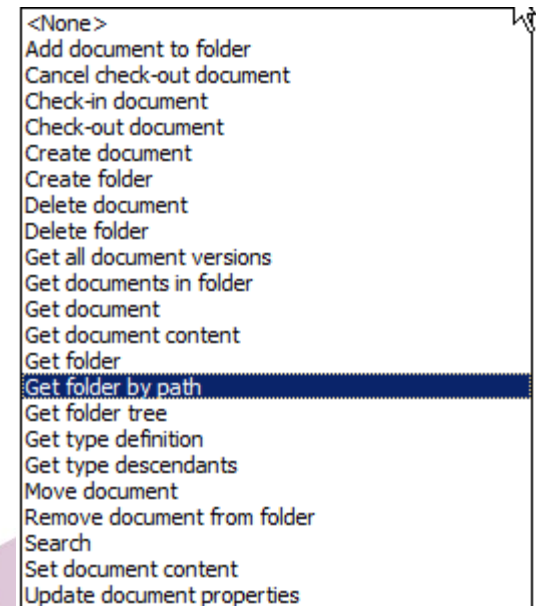 <None>
Add document to folder
Cancel check-out document
Check-in document
Check-out document
Create document
Create folder
Delete document
Delete folder
Get all document versions
Get documents in folder
Get document
Get document content
Get folder
Get folder by path
Get folder tree
Get type definition
Get type descendants
Move document
Remove document from folder
Search
Set document content
Update document properties